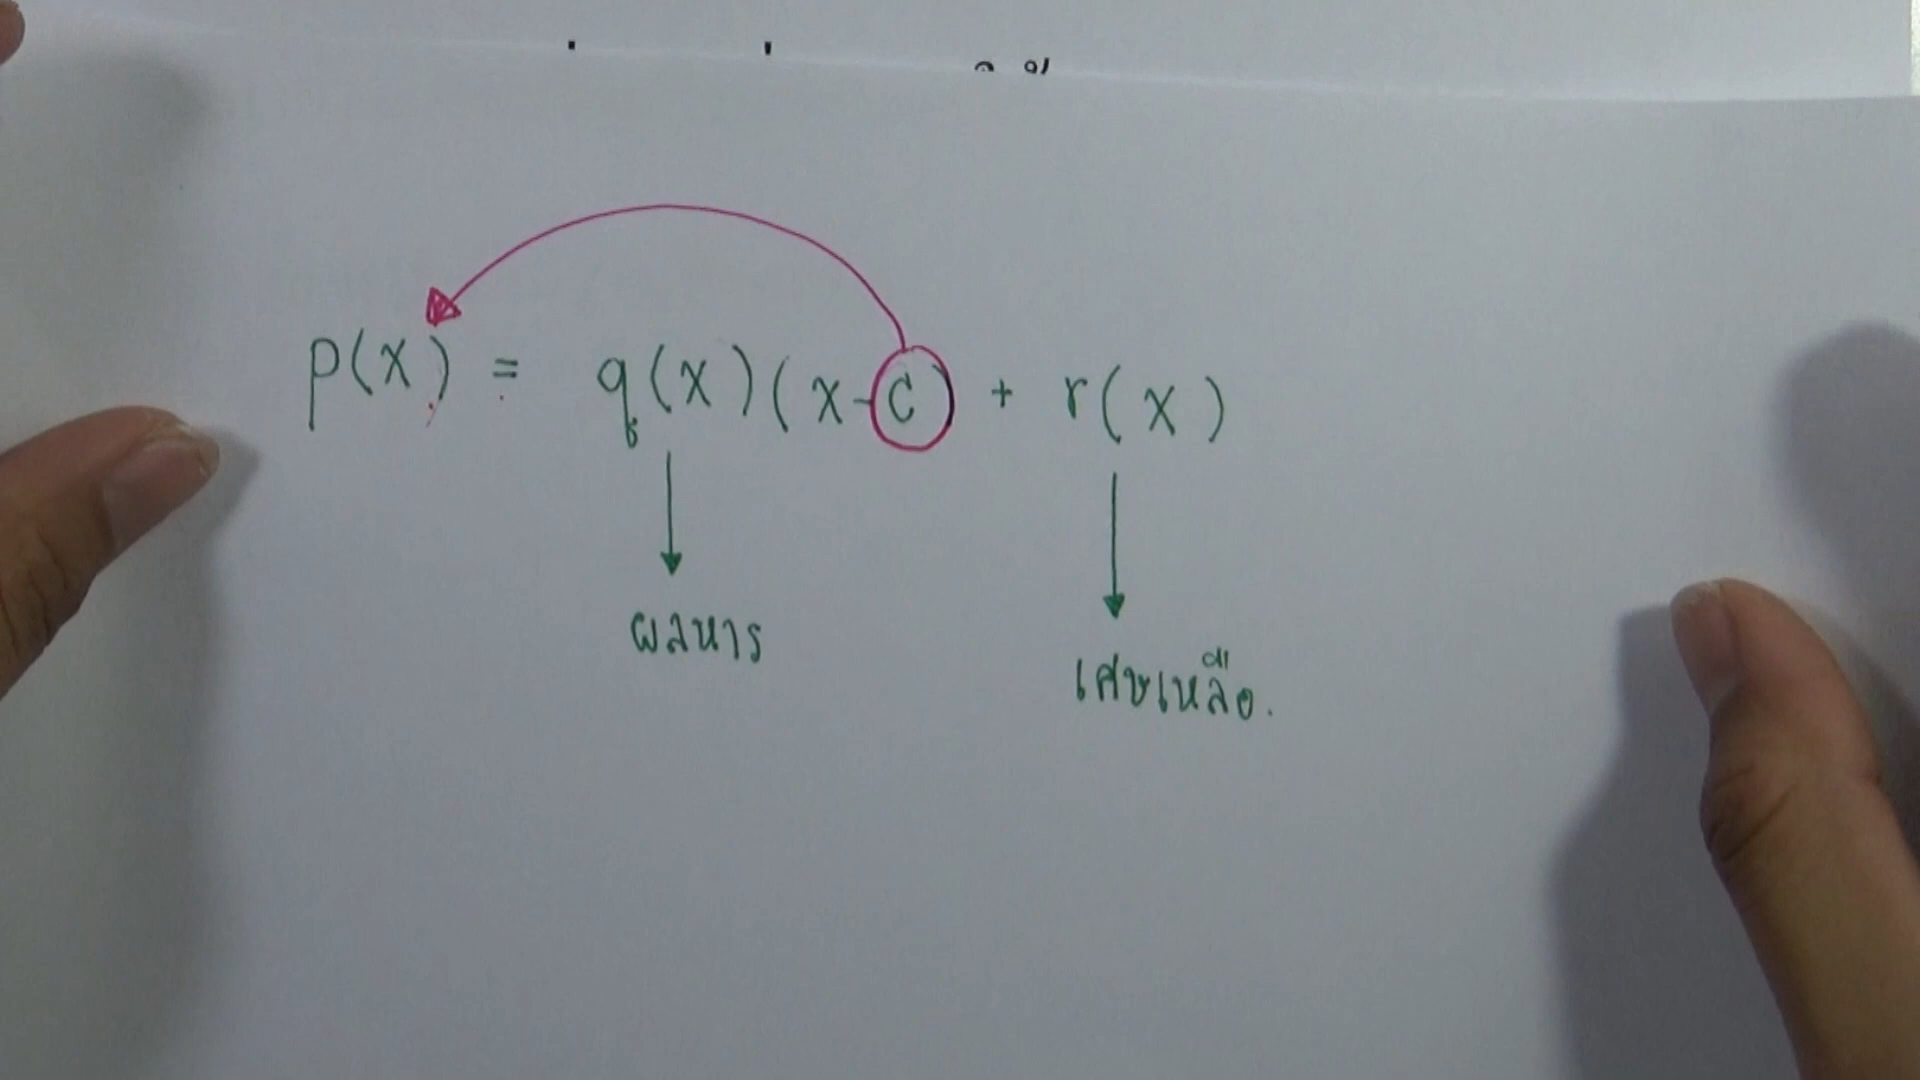 p(x) = q(x)(x-c) + r(x)
ผลหาร
เศษเหลือ.